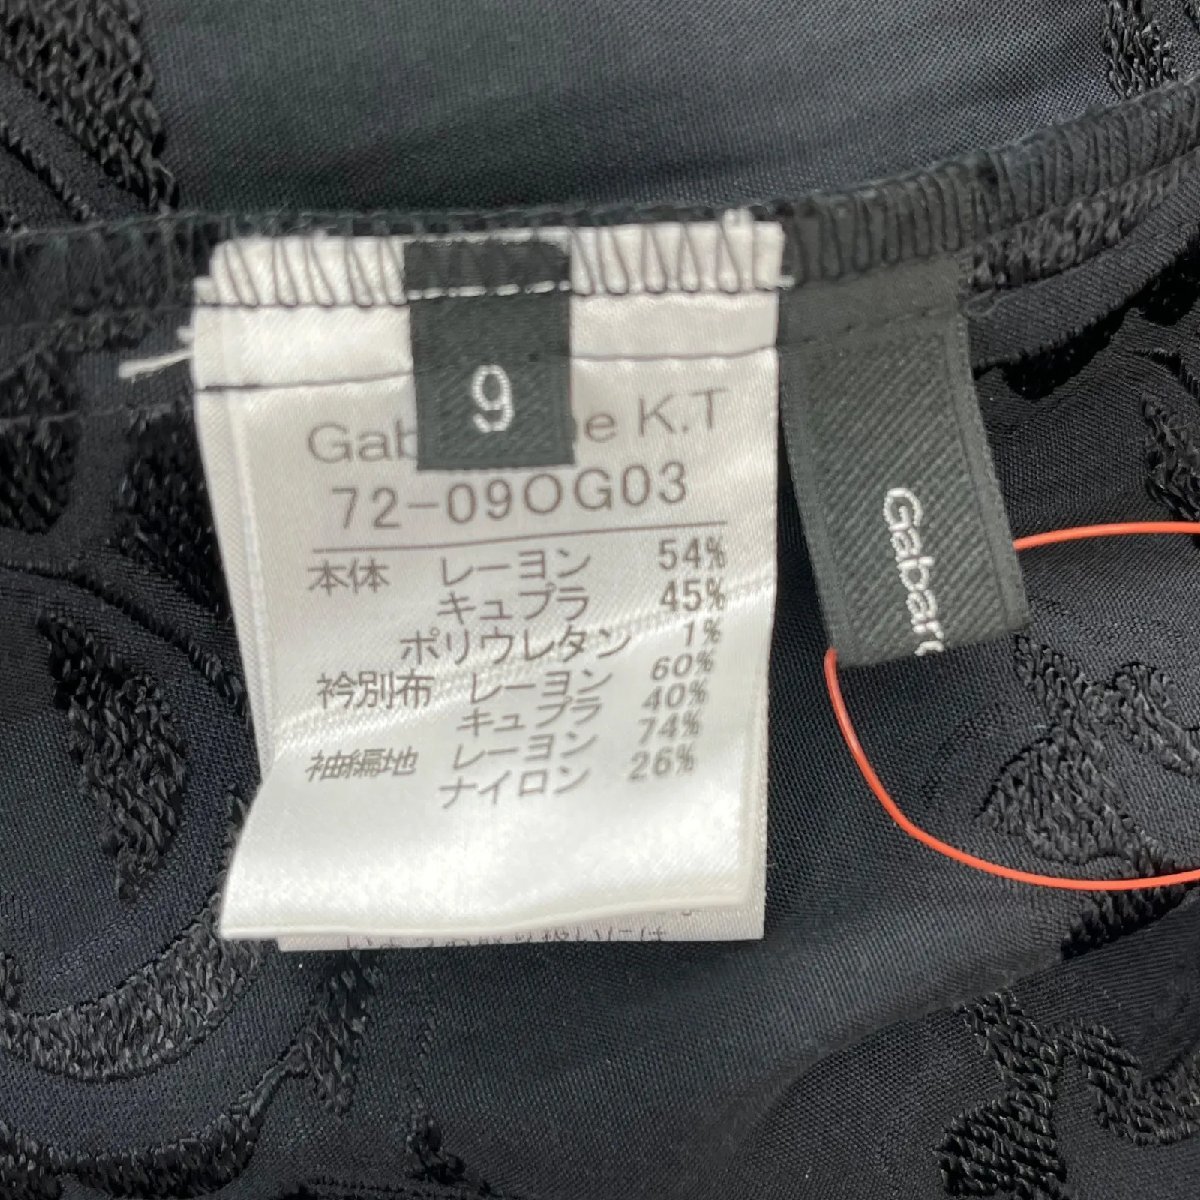 9
K.T
72-09OG03
本体 レーヨン 54%
キュプラ 45%
ポリウレタン 1%
衿別布 レーヨン 60%
キュプラ 40%
袖編地 レーヨン 74%
ナイロン 26%